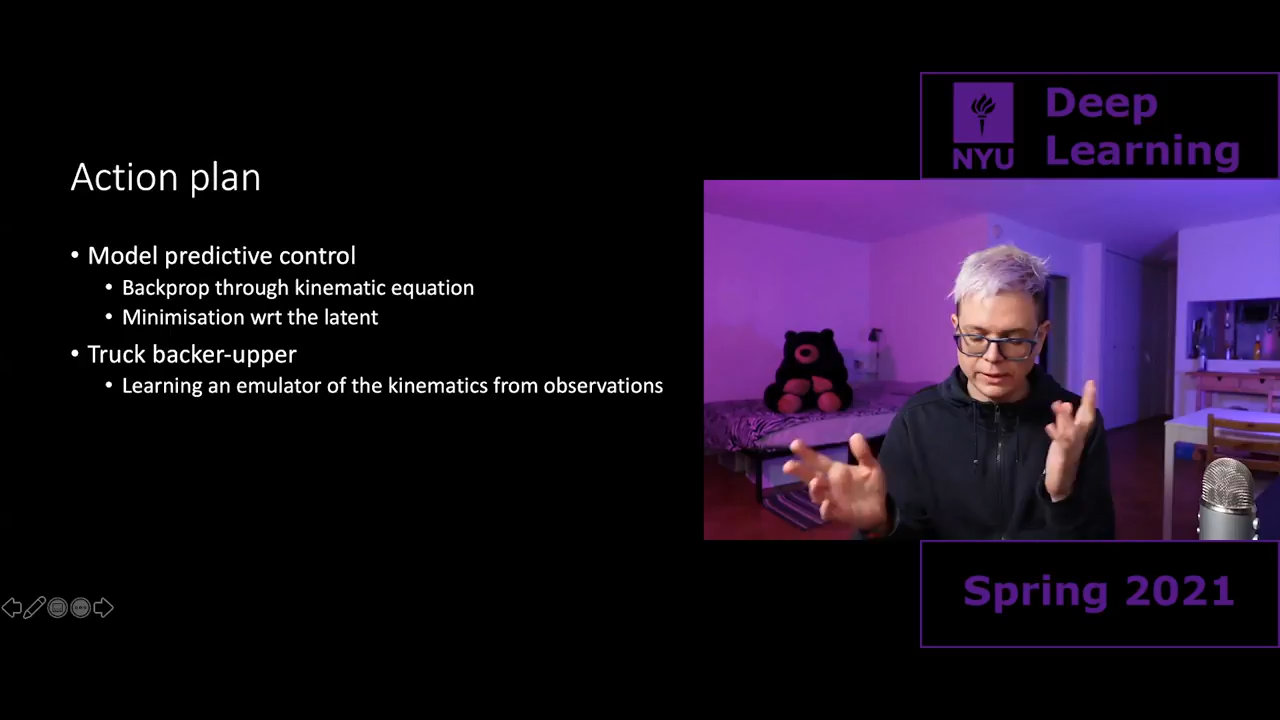 Action plan
• Model predictive control
• Backprop through kinematic equation
• Minimisation wrt the latent
• Truck backer-upper
• Learning an emulator of the kinematics from observations
NYU
Deep
Learning
Spring 2021